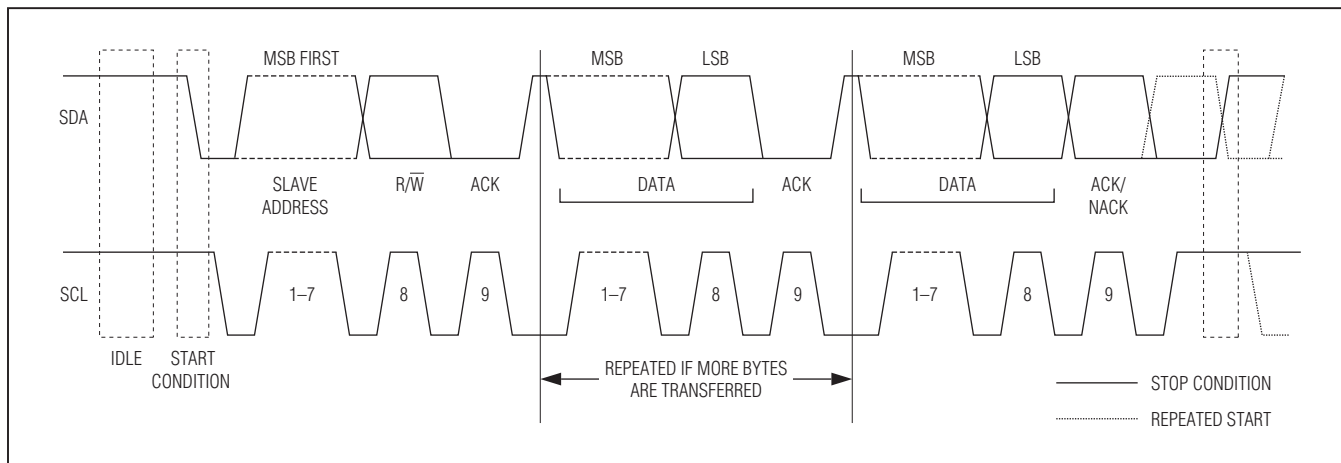 MSB FIRST
MSB
LSB
MSB
LSB
SDA
SLAVE
ADDRESS
R/W̅
ACK
DATA
ACK
DATA
ACK/
NACK
SCL
1–7
8
9
1–7
8
9
1–7
8
9
IDLE
START
CONDITION
REPEATED IF MORE BYTES
ARE TRANSFERRED
STOP CONDITION
REPEATED START